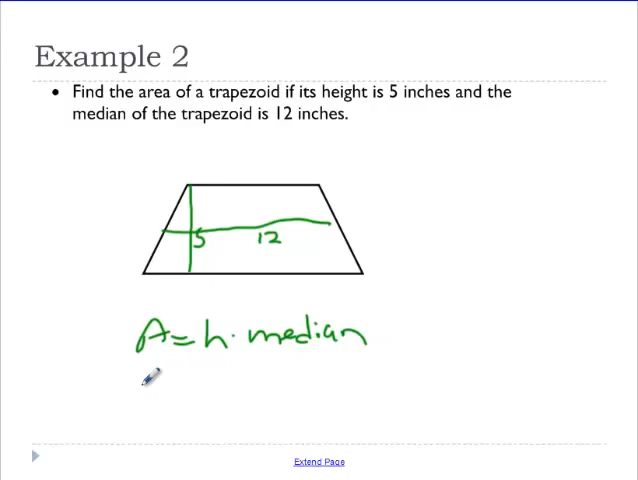 Example 2
• Find the area of a trapezoid if its height is 5 inches and the
median of the trapezoid is 12 inches.
5
12
A = h · median
Extend Page